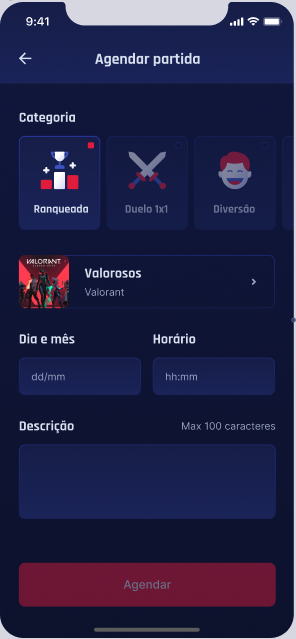 9:41
Agendar partida
Categoria
Ranqueada
Duelo 1x1
Diversão
VALORANT
Valorosos
Valorant
Dia e mês
Horário
dd/mm
hh:mm
Descrição
Max 100 caracteres
Agendar